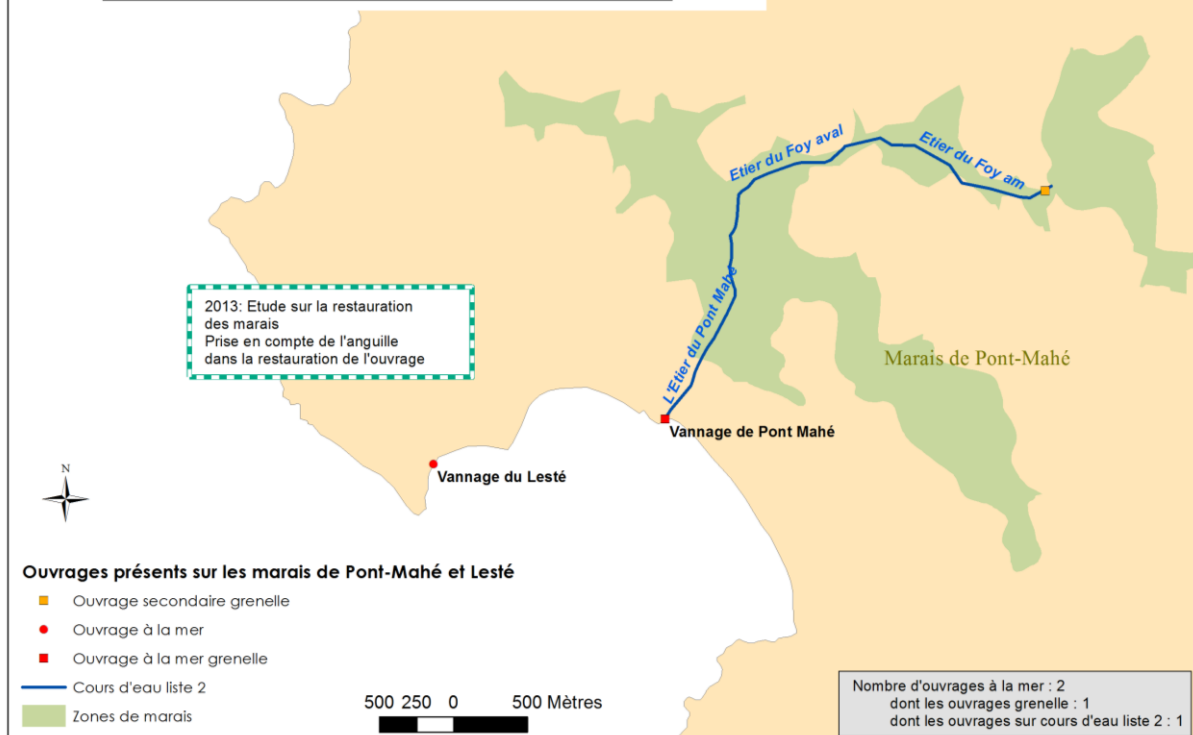 Etier du Foy aval
Etier du Foy am
2013: Etude sur la restauration
des marais
Prise en compte de l'anguille
dans la restauration de l'ouvrage
L'Etier du Pont Mahé
Marais de Pont-Mahé
Vannage de Pont Mahé
Vannage du Lesté
N
Ouvrages présents sur les marais de Pont-Mahé et Lesté
Ouvrage secondaire grenelle
Ouvrage à la mer
Ouvrage à la mer grenelle
Cours d'eau liste 2
Zones de marais
500 250 0 500 Mètres
Nombre d'ouvrages à la mer : 2
dont les ouvrages grenelle : 1
dont les ouvrages sur cours d'eau liste 2 : 1